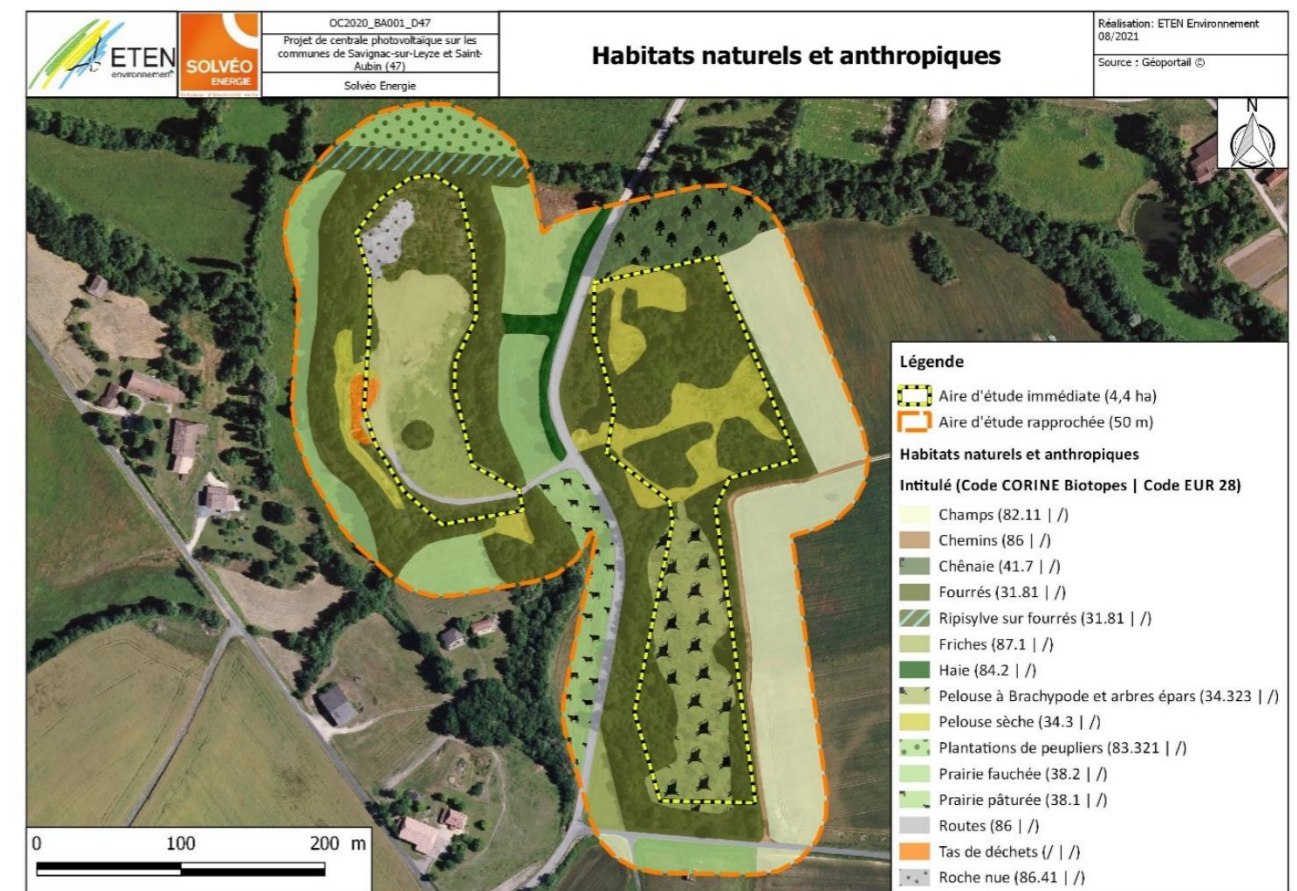 ETEN
environnement
SOLVÉO
ENERGIE
OC2020_BA001_D47
Projet de centrale photovoltaïque sur les
communes de Savignac-sur-Leyze et Saint-
Aubin (47)
Solvéo Energie
Habitats naturels et anthropiques
Réalisation: ETEN Environnement
08/2021
Source : Géoportail ©
N
Légende
Aire d'étude immédiate (4,4 ha)
Aire d'étude rapprochée (50 m)
Habitats naturels et anthropiques
Intitulé (Code CORINE Biotopes | Code EUR 28)
Champs (82.11 | /)
Chemins (86 | /)
Chênaie (41.7 | /)
Fourrés (31.81 | /)
Ripisylve sur fourrés (31.81 | /)
Friches (87.1 | /)
Haie (84.2 | /)
Pelouse à Brachypode et arbres épars (34.323 | /)
Pelouse sèche (34.3 | /)
Plantations de peupliers (83.321 | /)
Prairie fauchée (38.2 | /)
Prairie pâturée (38.1 | /)
Routes (86 | /)
Tas de déchets (/ | /)
Roche nue (86.41 | /)
0 100 200 m